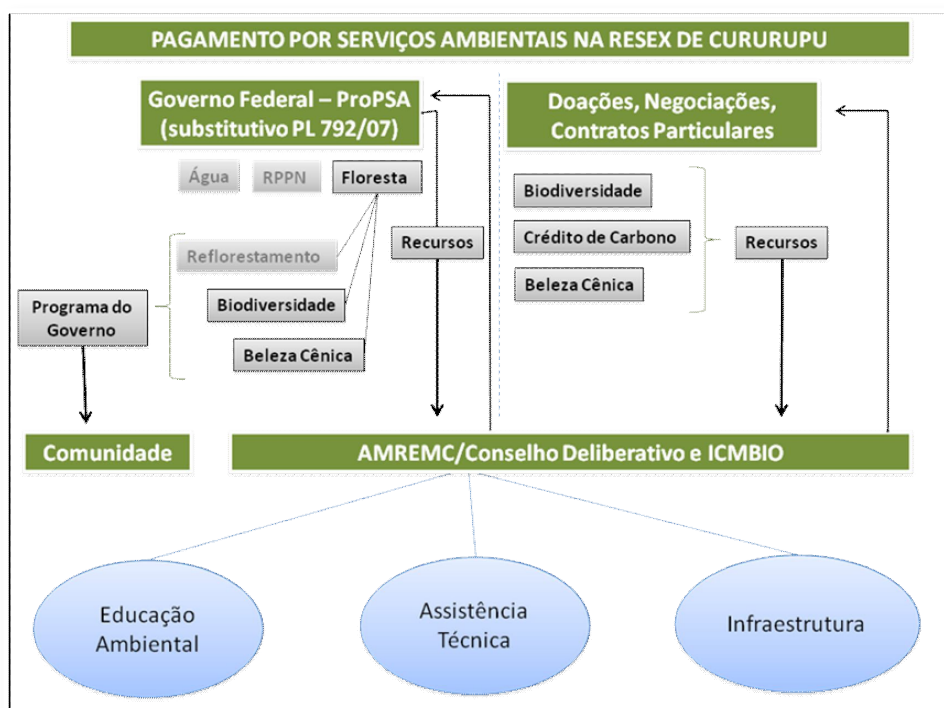 PAGAMENTO POR SERVIÇOS AMBIENTAIS NA RESEX DE CURURUPU
Governo Federal – ProPSA
(substitutivo PL 792/07)
Doações, Negociações,
Contratos Particulares
Água
RPPN
Floresta
Reflorestamento
Biodiversidade
Beleza Cênica
Programa do
Governo
Recursos
Biodiversidade
Crédito de Carbono
Beleza Cênica
Recursos
Comunidade
AMREMC/Conselho Deliberativo e ICMBIO
Educação
Ambiental
Assistência
Técnica
Infraestrutura